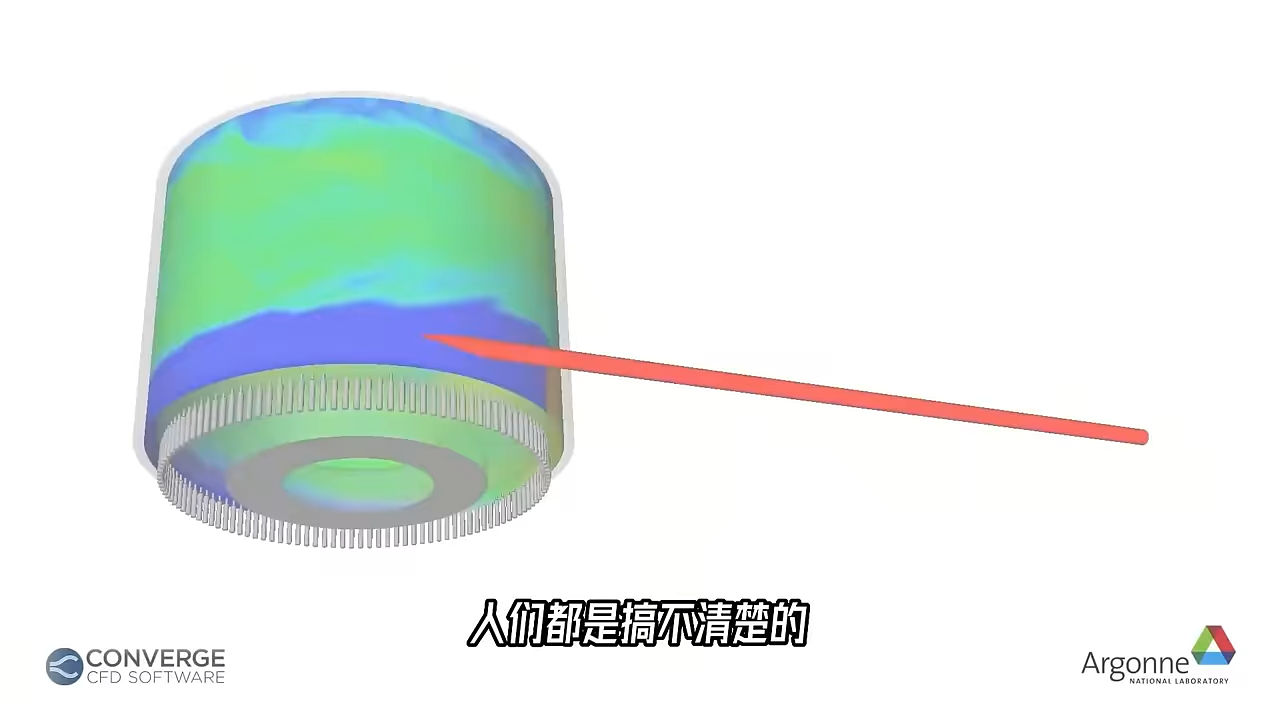 人们都是搞不清楚的
CONVERGE
CFD SOFTWARE
Argonne
NATIONAL LABORATORY